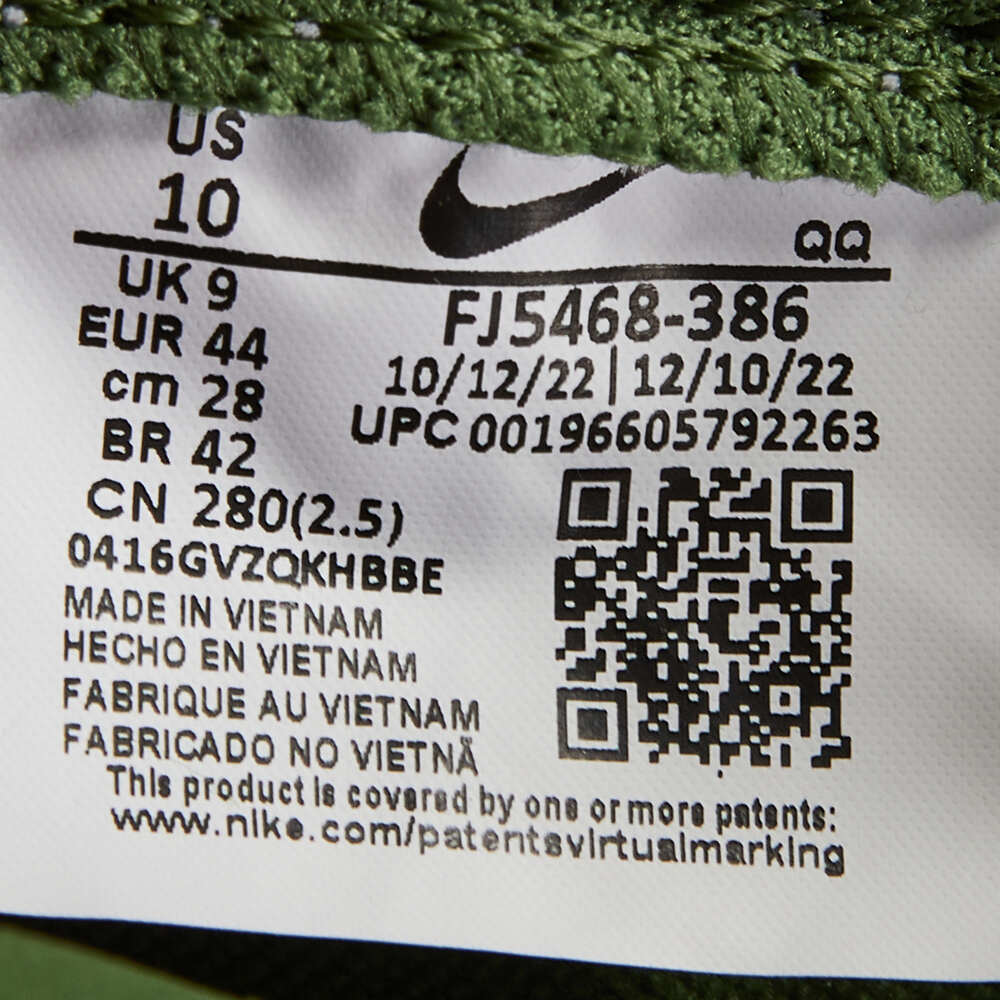 US
10
QQ
UK 9
EUR 44
cm 28
BR 42
CN 280(2.5)
FJ5468-386
10/12/22 | 12/10/22
UPC 00196605792263
0416GVZQKHBBE
MADE IN VIETNAM
HECHO EN VIETNAM
FABRIQUE AU VIETNAM
FABRICADO NO VIETNÃ
This product is covered by one or more patents:
www.nike.com/patentsvirtualmarking